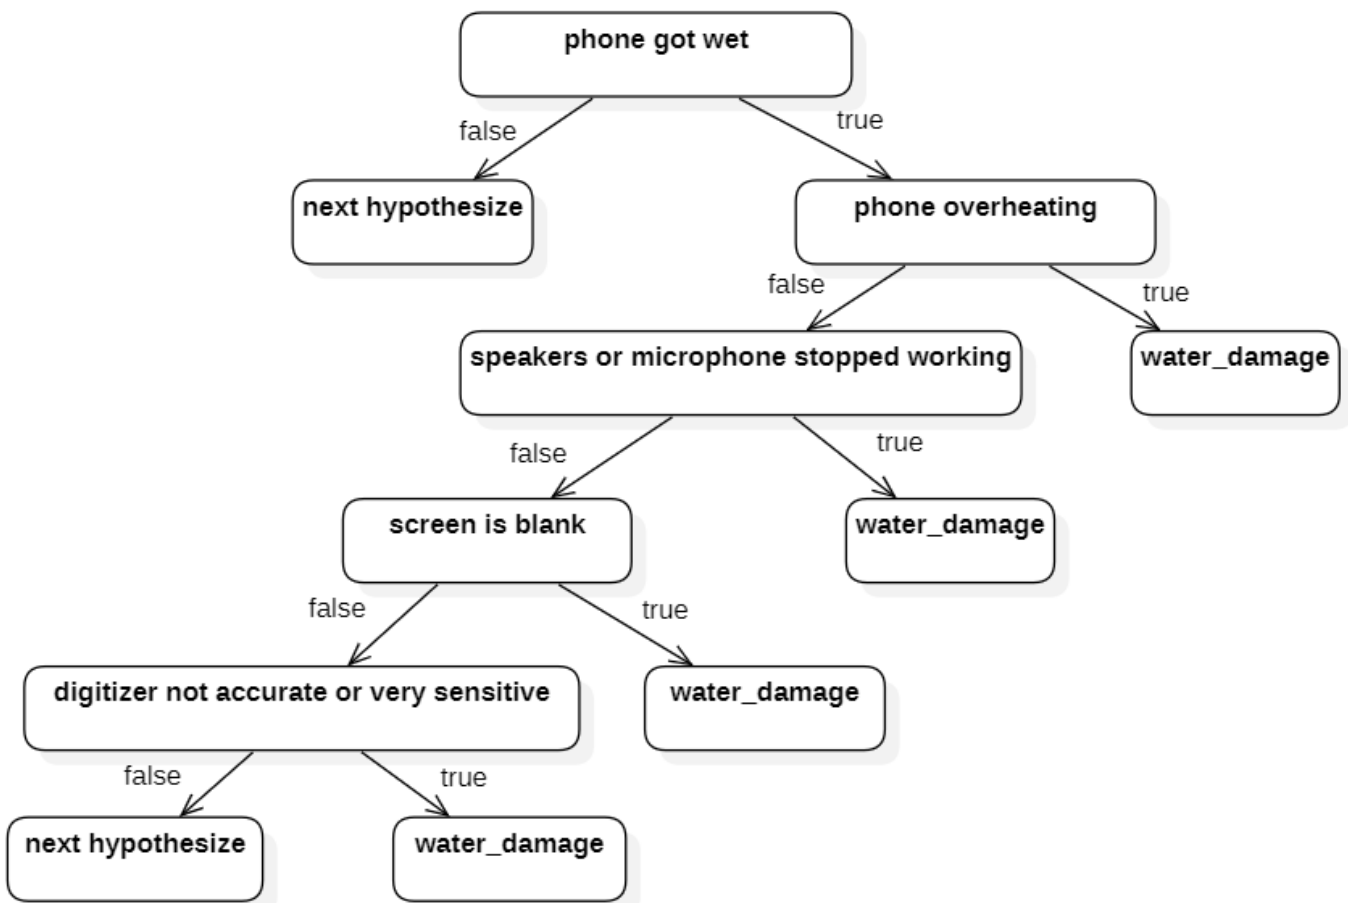 phone got wet
false
true
next hypothesize
phone overheating
false
true
speakers or microphone stopped working
water_damage
false
true
screen is blank
water_damage
false
true
digitizer not accurate or very sensitive
water_damage
false
true
next hypothesize
water_damage